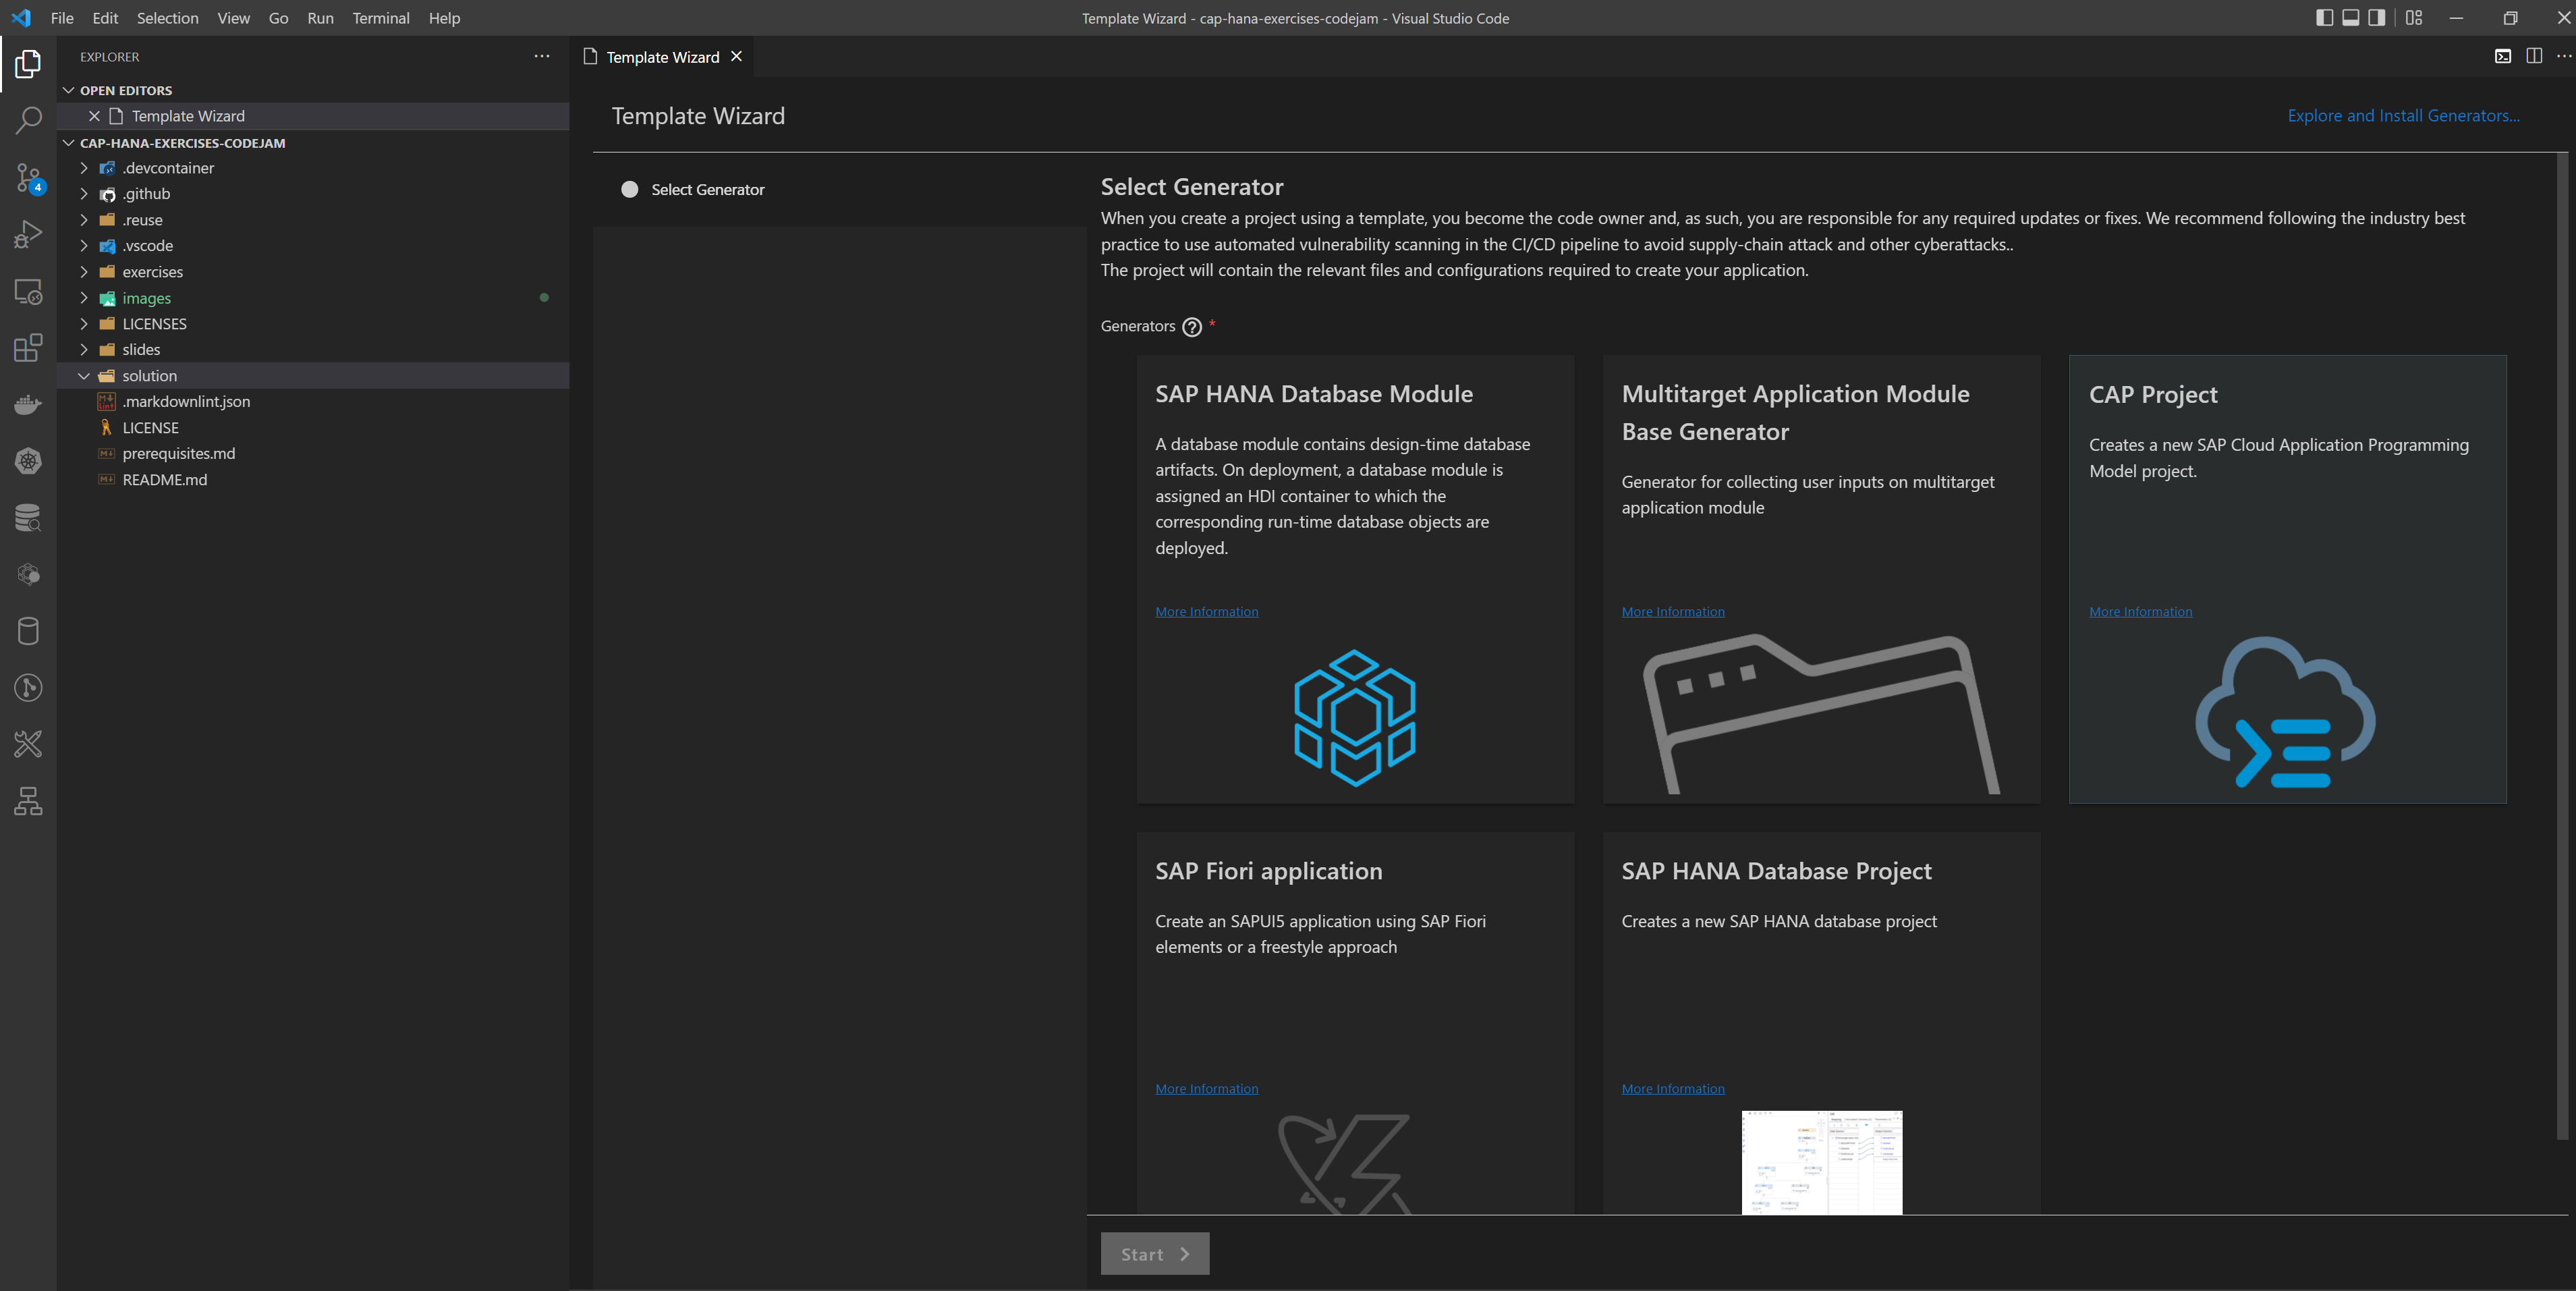 File Edit Selection View Go Run Terminal Help
Template Wizard - cap-hana-exercises-codejam - Visual Studio Code
EXPLORER
OPEN EDITORS
Template Wizard
CAP-HANA-EXERCISES-CODEJAM
.devcontainer
.github
.reuse
.vscode
exercises
images
LICENSES
slides
solution
.markdownlint.json
LICENSE
prerequisites.md
README.md
4
Template Wizard
Template Wizard
Explore and Install Generators...
Select Generator
Select Generator
When you create a project using a template, you become the code owner and, as such, you are responsible for any required updates or fixes. We recommend following the industry best
practice to use automated vulnerability scanning in the CI/CD pipeline to avoid supply-chain attack and other cyberattacks..
The project will contain the relevant files and configurations required to create your application.
Generators ? *
SAP HANA Database Module
A database module contains design-time database
artifacts. On deployment, a database module is
assigned an HDI container to which the
corresponding run-time database objects are
deployed.
More Information
Multitarget Application Module
Base Generator
Generator for collecting user inputs on multitarget
application module
More Information
CAP Project
Creates a new SAP Cloud Application Programming
Model project.
More Information
SAP Fiori application
Create an SAPUI5 application using SAP Fiori
elements or a freestyle approach
More Information
SAP HANA Database Project
Creates a new SAP HANA database project
More Information
Start